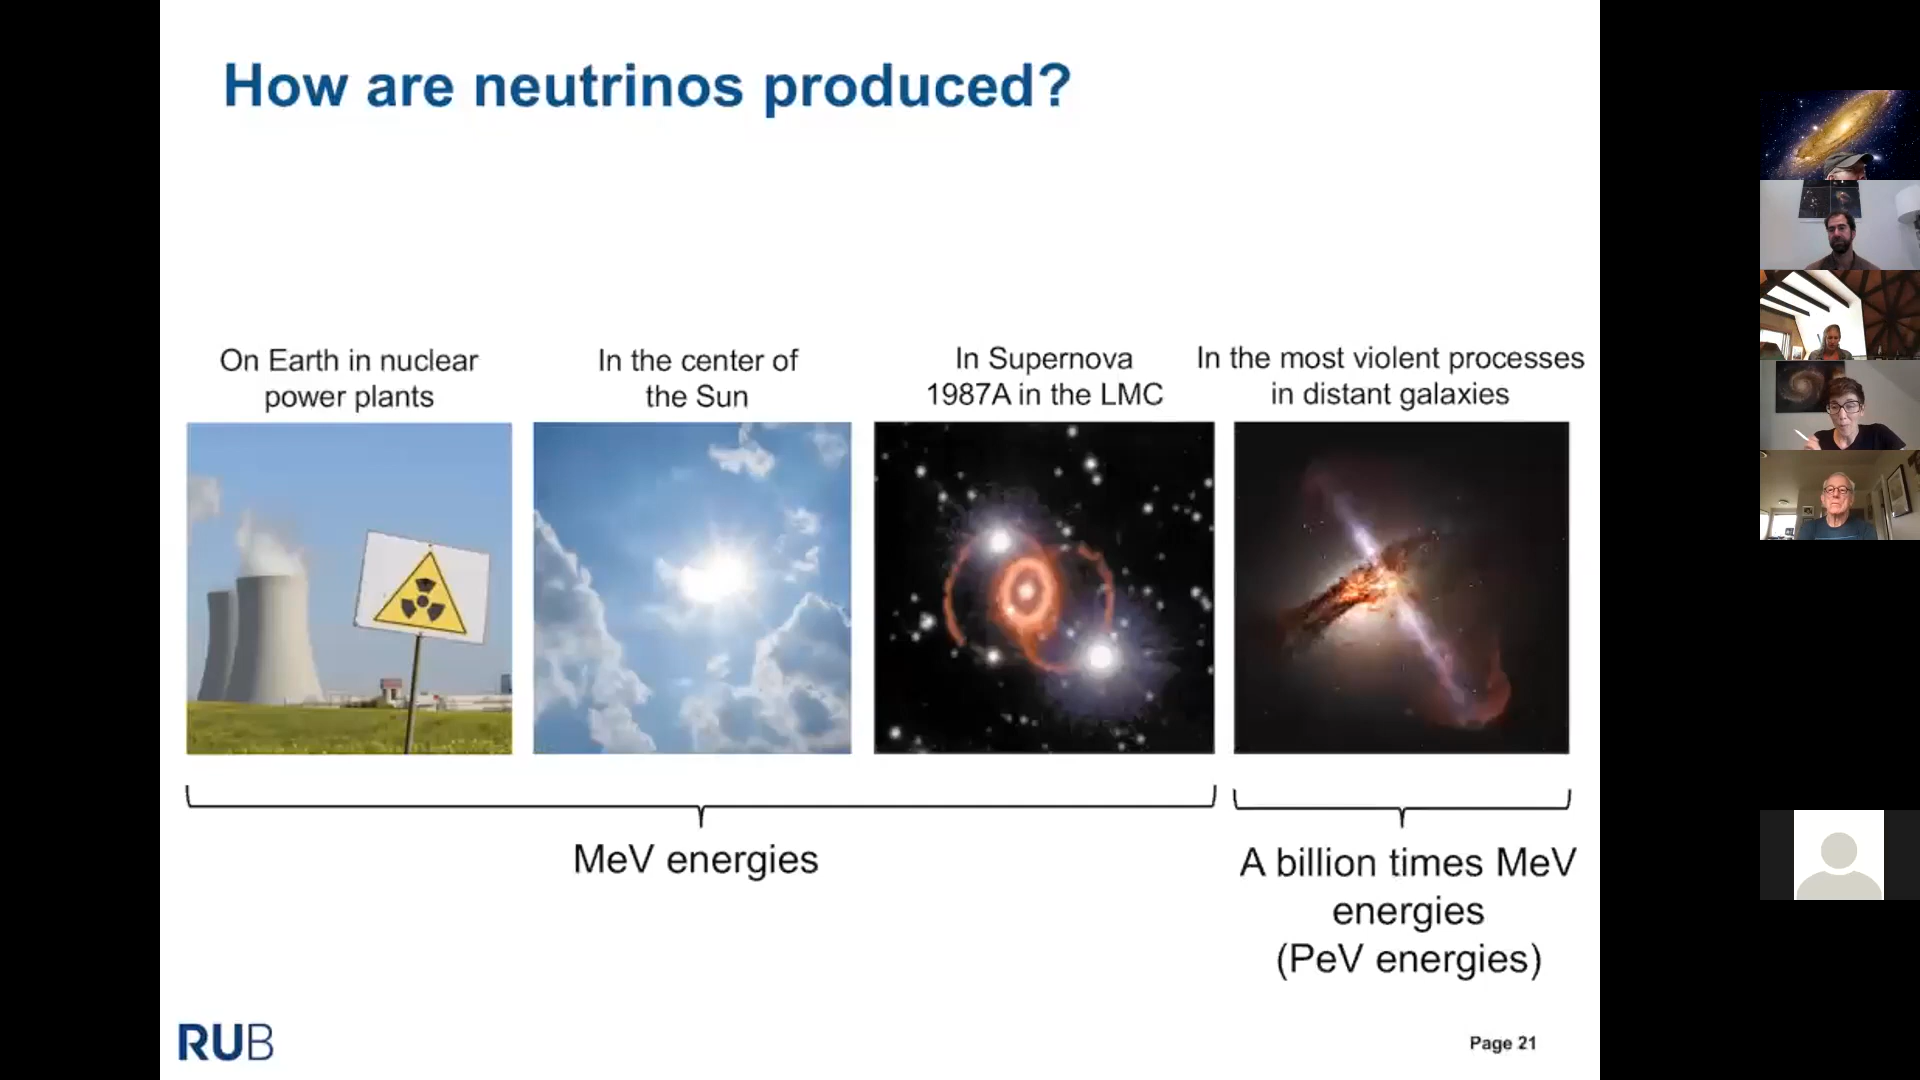 How are neutrinos produced?
On Earth in nuclear
power plants
In the center of
the Sun
In Supernova
1987A in the LMC
In the most violent processes
in distant galaxies
MeV energies
A billion times MeV
energies
(PeV energies)
RUB
Page 21